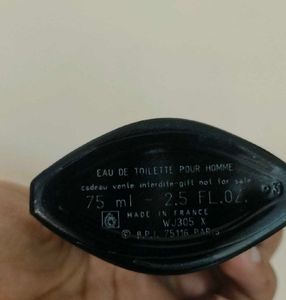 EAU DE TOILETTE POUR HOMME
cadeau vente interdite-gift not for sale
75 ml - 2.5 FL.OZ.
MADE IN FRANCE
WJ305 X
© B.P.I. 75116 PARIS